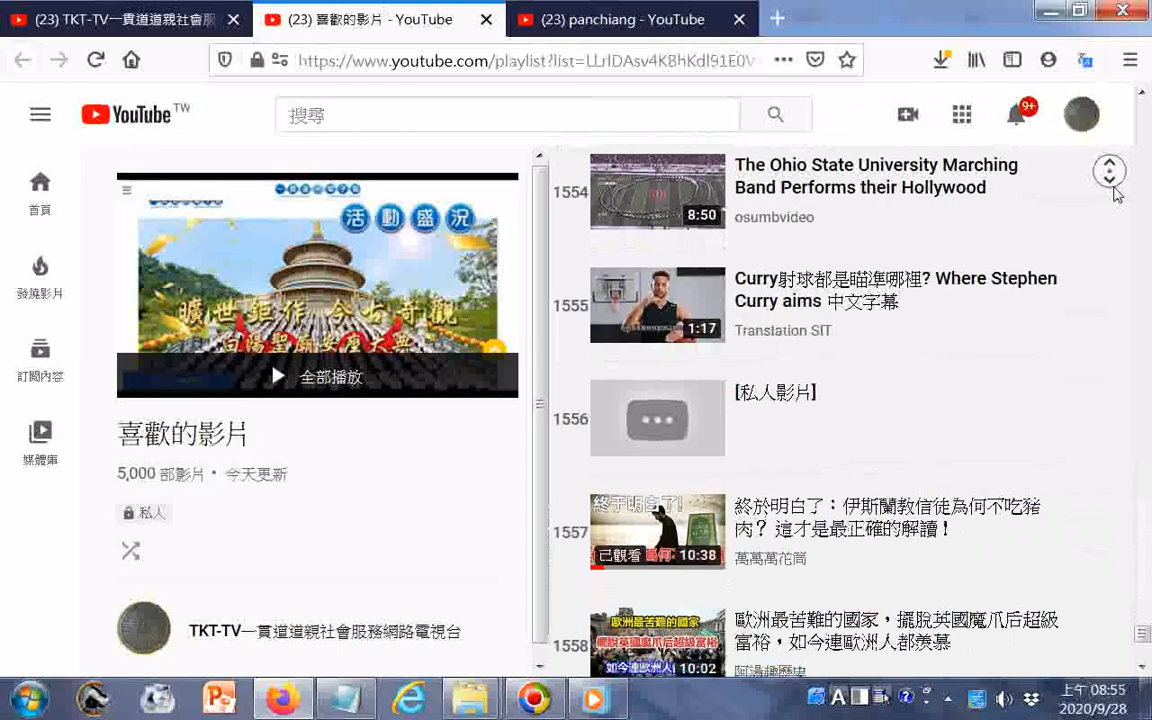 (23) TKT-TV一貫道道親社會服
(23) 喜歡的影片 - YouTube
(23) panchiang - YouTube
https://www.youtube.com/playlist?list=LLrIDAsv4KBhKdl91E0V
YouTube TW
搜尋
9+
首頁
發燒影片
訂閱內容
媒體庫
活動盛況
曠世鉅作 今古奇觀
全部播放
喜歡的影片
5,000 部影片 • 今天更新
私人
TKT-TV一貫道道親社會服務網路電視台
1554
8:50
The Ohio State University Marching
Band Performs their Hollywood
osumbvideo
1555
1:17
Curry射球都是瞄準哪裡? Where Stephen
Curry aims 中文字幕
Translation SIT
1556
[私人影片]
1557
終于明白了!
已觀看
10:38
終於明白了：伊斯蘭教信徒為何不吃豬
肉？ 這才是最正確的解讀！
萬萬萬花筒
1558
歐洲最苦難的國家
擺脫英國魔爪后超級富裕
如今連歐洲人
10:02
歐洲最苦難的國家，擺脫英國魔爪后超級
富裕，如今連歐洲人都羨慕
上午 08:55
2020/9/28